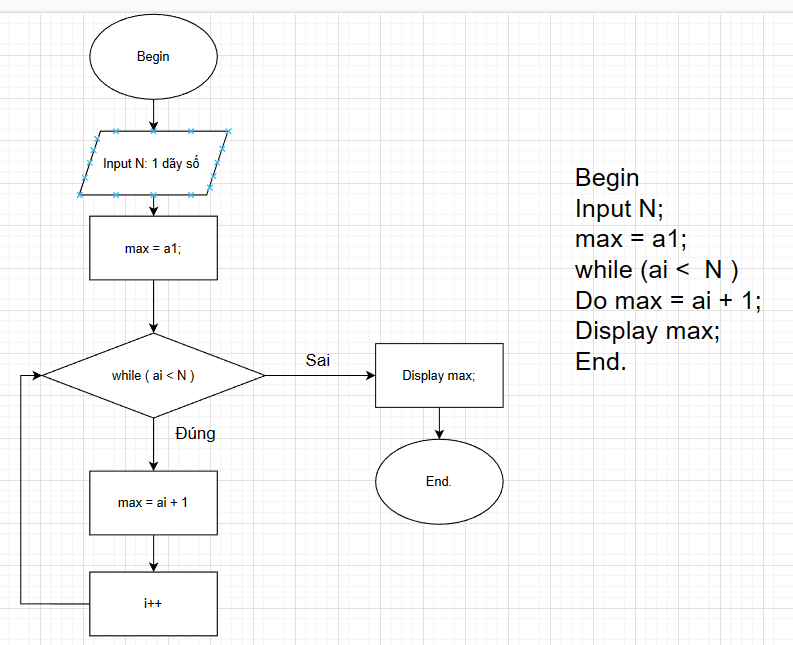 Begin
Input N: 1 dãy số
max = a1;
while ( ai < N )
Sai
Display max;
Đúng
End.
max = ai + 1
i++
Begin
Input N;
max = a1;
while (ai <  N )
Do max = ai + 1;
Display max;
End.